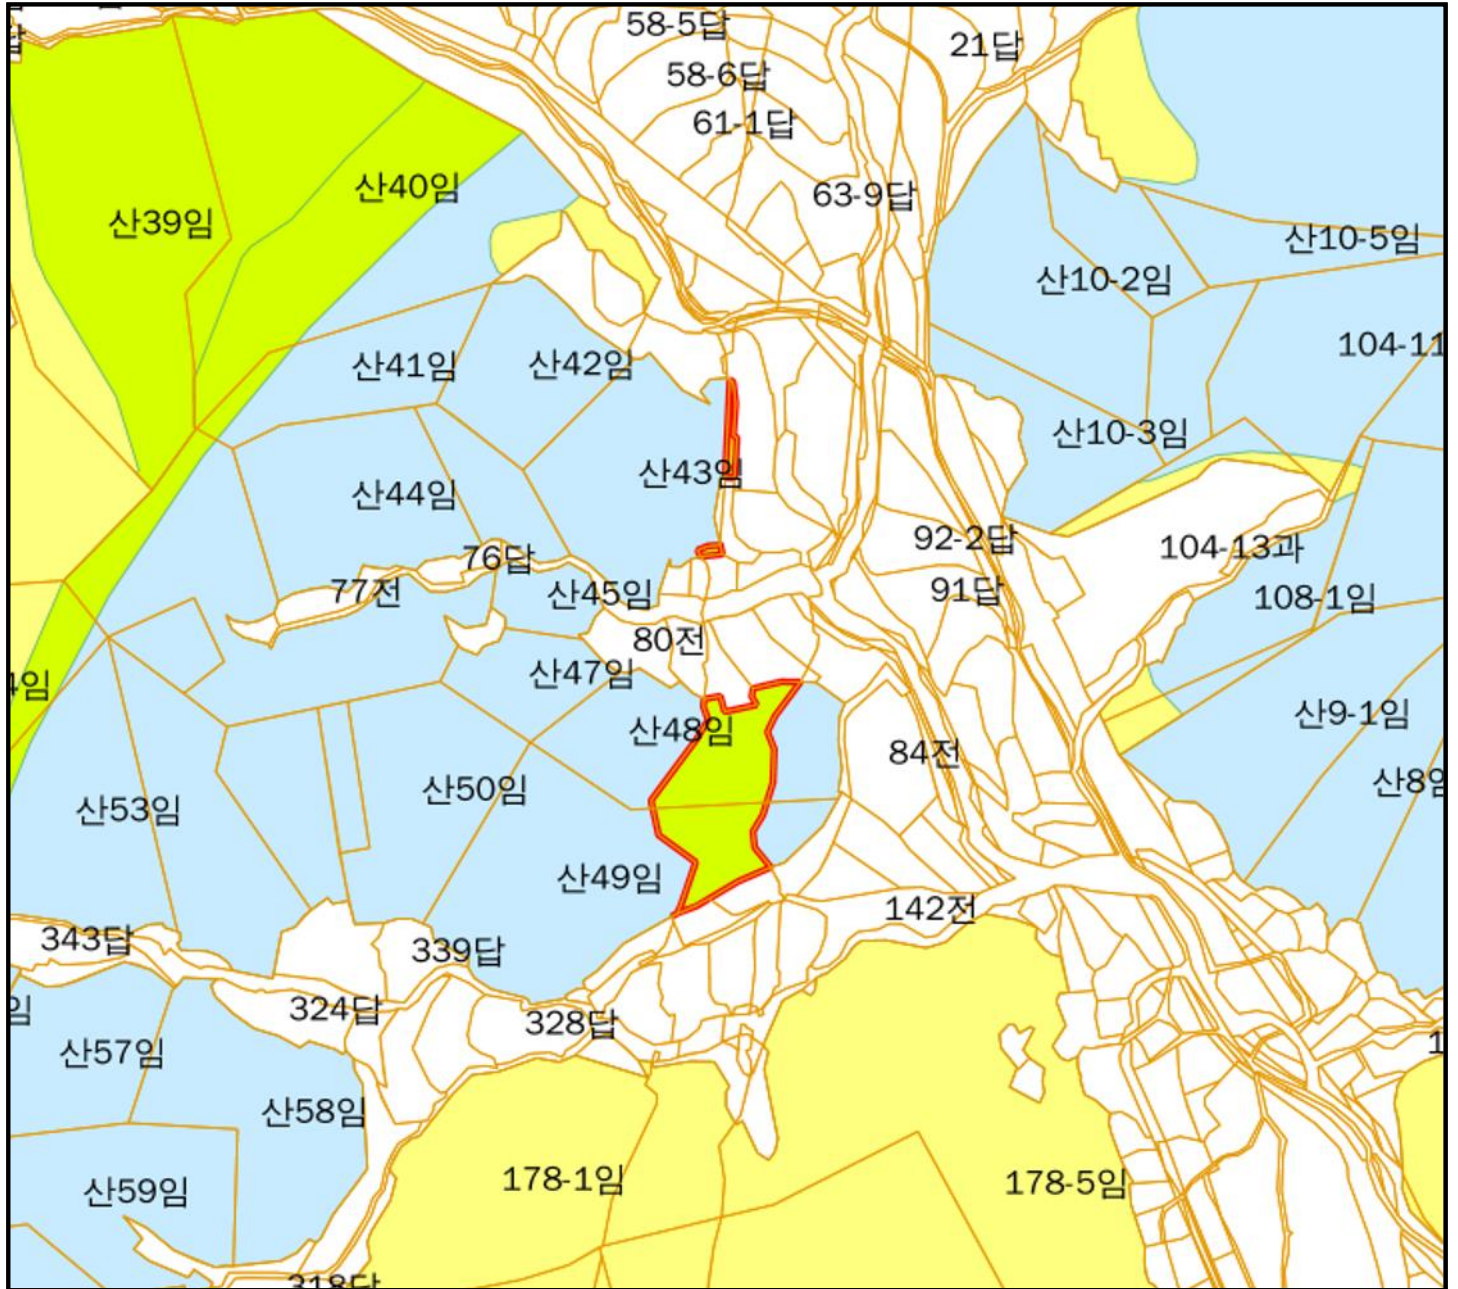 58-5답
21답
58-6답
61-1답
산40임
63-9답
산39임
산10-5임
산10-2임
104-11
산41임
산42임
산10-3임
산43임
산44임
92-2답
104-13과
76답
77전
산45임
91답
108-1임
80전
산47임
4임
산9-1임
산48임
84전
산8임
산50임
산53임
산49임
142전
343답
339답
324답
임
328답
산57임
산58임
178-1임
178-5임
산59임
318답